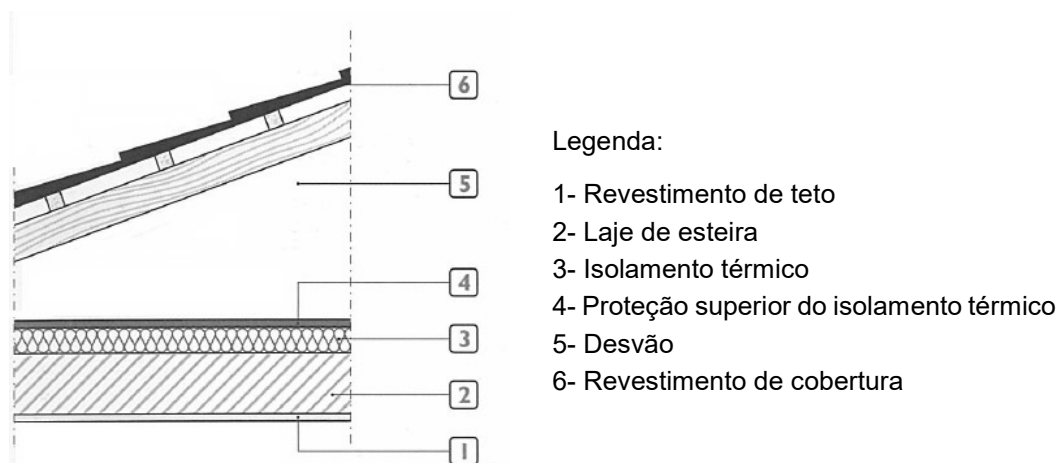 6
5
4
3
2
1
Legenda:
1- Revestimento de teto
2- Laje de esteira
3- Isolamento térmico
4- Proteção superior do isolamento térmico
5- Desvão
6- Revestimento de cobertura